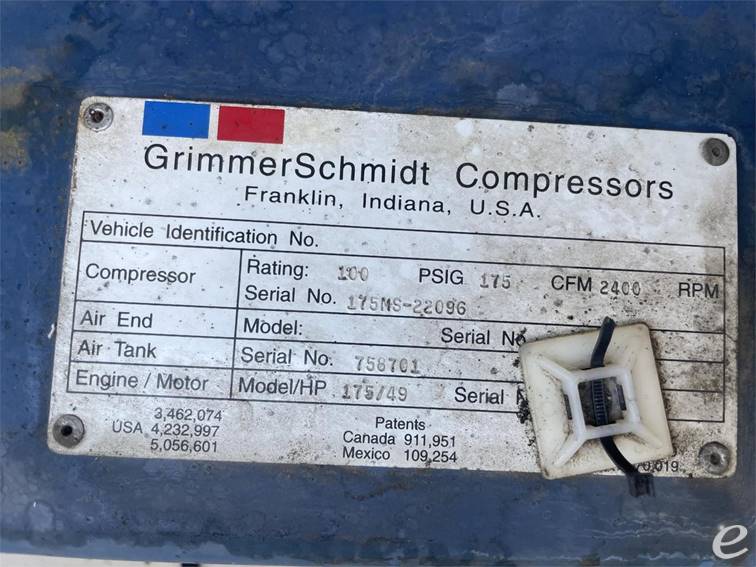 GrimmerSchmidt Compressors
Franklin, Indiana, U.S.A.
Vehicle Identification No.
Compressor Rating: 100 PSIG 175 CFM 2400 RPM
Serial No. 175MS-22096
Air End Model: Serial
Air Tank Serial No. 758701
Engine / Motor Model/HP 175/49 Serial
3,462,074
USA 4,232,997
5,056,601
Patents
Canada 911,951
Mexico 109,254
e